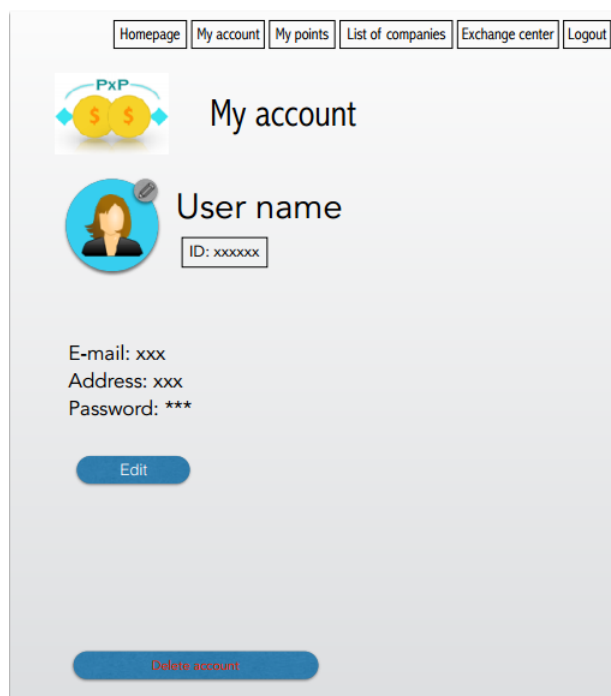 Homepage My account My points List of companies Exchange center Logout
PxP
$ $
My account
User name
ID: xxxxxx
E-mail: xxx
Address: xxx
Password: ***
Edit
Delete account